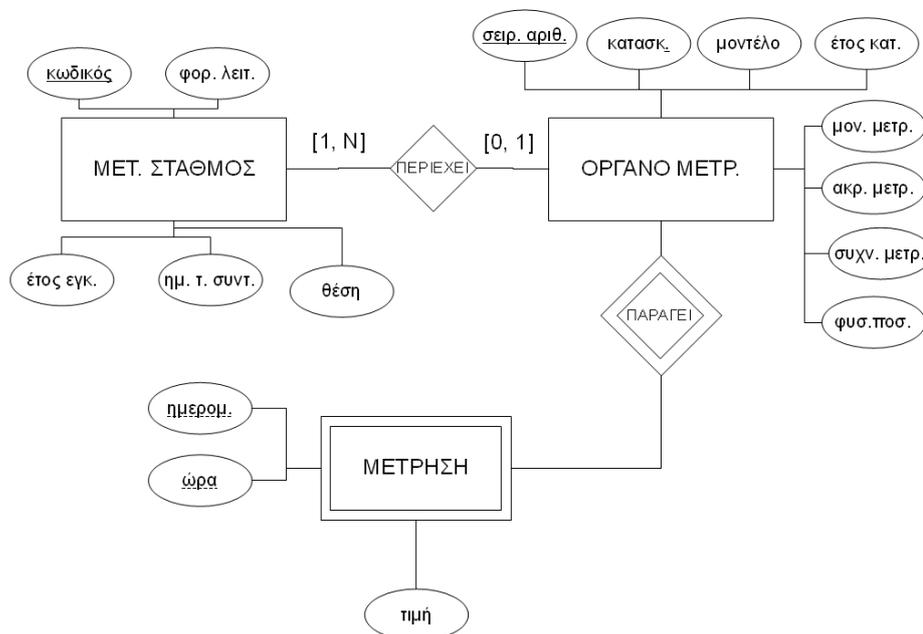 σειρ. αριθ.
κατασκ.
μοντέλο
έτος κατ.
κωδικός
φορ. λειτ.
ΜΕΤ. ΣΤΑΘΜΟΣ
[1, N]
ΠΕΡΙΕΧΕΙ
[0, 1]
ΟΡΓΑΝΟ ΜΕΤΡ.
μον. μετρ.
ακρ. μετρ.
συχν. μετρ.
φυσ.ποσ.
έτος εγκ.
ημ. τ. συντ.
θέση
ΠΑΡΑΓΕΙ
ημερομ.
ώρα
ΜΕΤΡΗΣΗ
τιμή